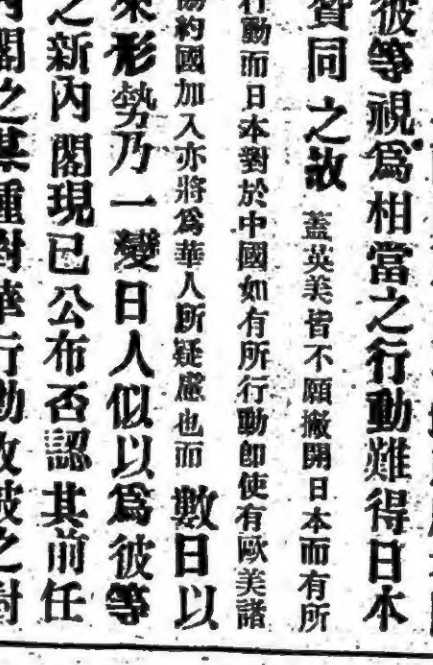 彼等視爲相當之行動難得日本
贊同之故蓋英美皆不願撇開日本而有所
行動而日本對於中國如有所行動卽使有歐美諸
協約國加入亦將爲華人所疑慮也而數日以
來形勢乃一變日人似以爲彼等
之新內閣現已公布否認其前任
內閣之某種對華行動故彼之對